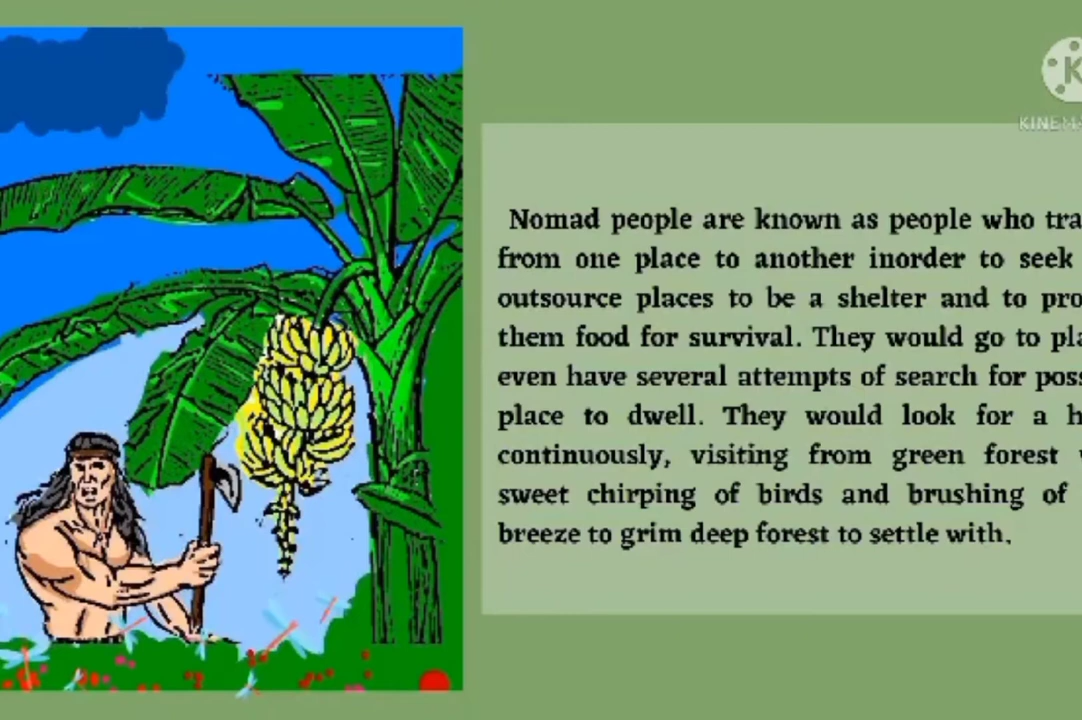 KINEMA
Nomad people are known as people who tra
from one place to another inorder to seek
outsource places to be a shelter and to pro
them food for survival. They would go to pla
even have several attempts of search for poss
place to dwell. They would look for a h
continuously, visiting from green forest
sweet chirping of birds and brushing of
breeze to grim deep forest to settle with.